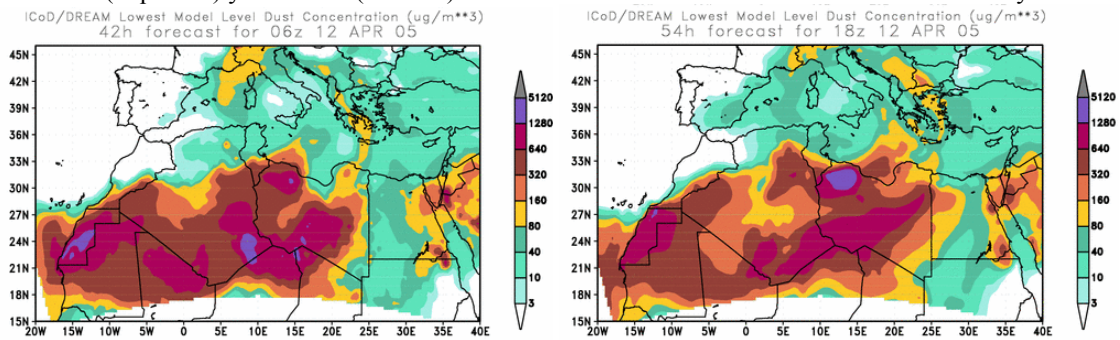 ICoD/DREAM Lowest Model Level Dust Concentration (ug/m**3)
42h forecast for 06z 12 APR 05
45N
42N
39N
36N
33N
30N
27N
24N
21N
18N
15N
20W 15W 10W 5W 0 5E 10E 15E 20E 25E 30E 35E 40E
5120
1280
640
320
160
80
40
10
3
ICoD/DREAM Lowest Model Level Dust Concentration (ug/m**3)
54h forecast for 18z 12 APR 05
45N
42N
39N
36N
33N
30N
27N
24N
21N
18N
15N
20W 15W 10W 5W 0 5E 10E 15E 20E 25E 30E 35E 40E
5120
1280
640
320
160
80
40
10
3